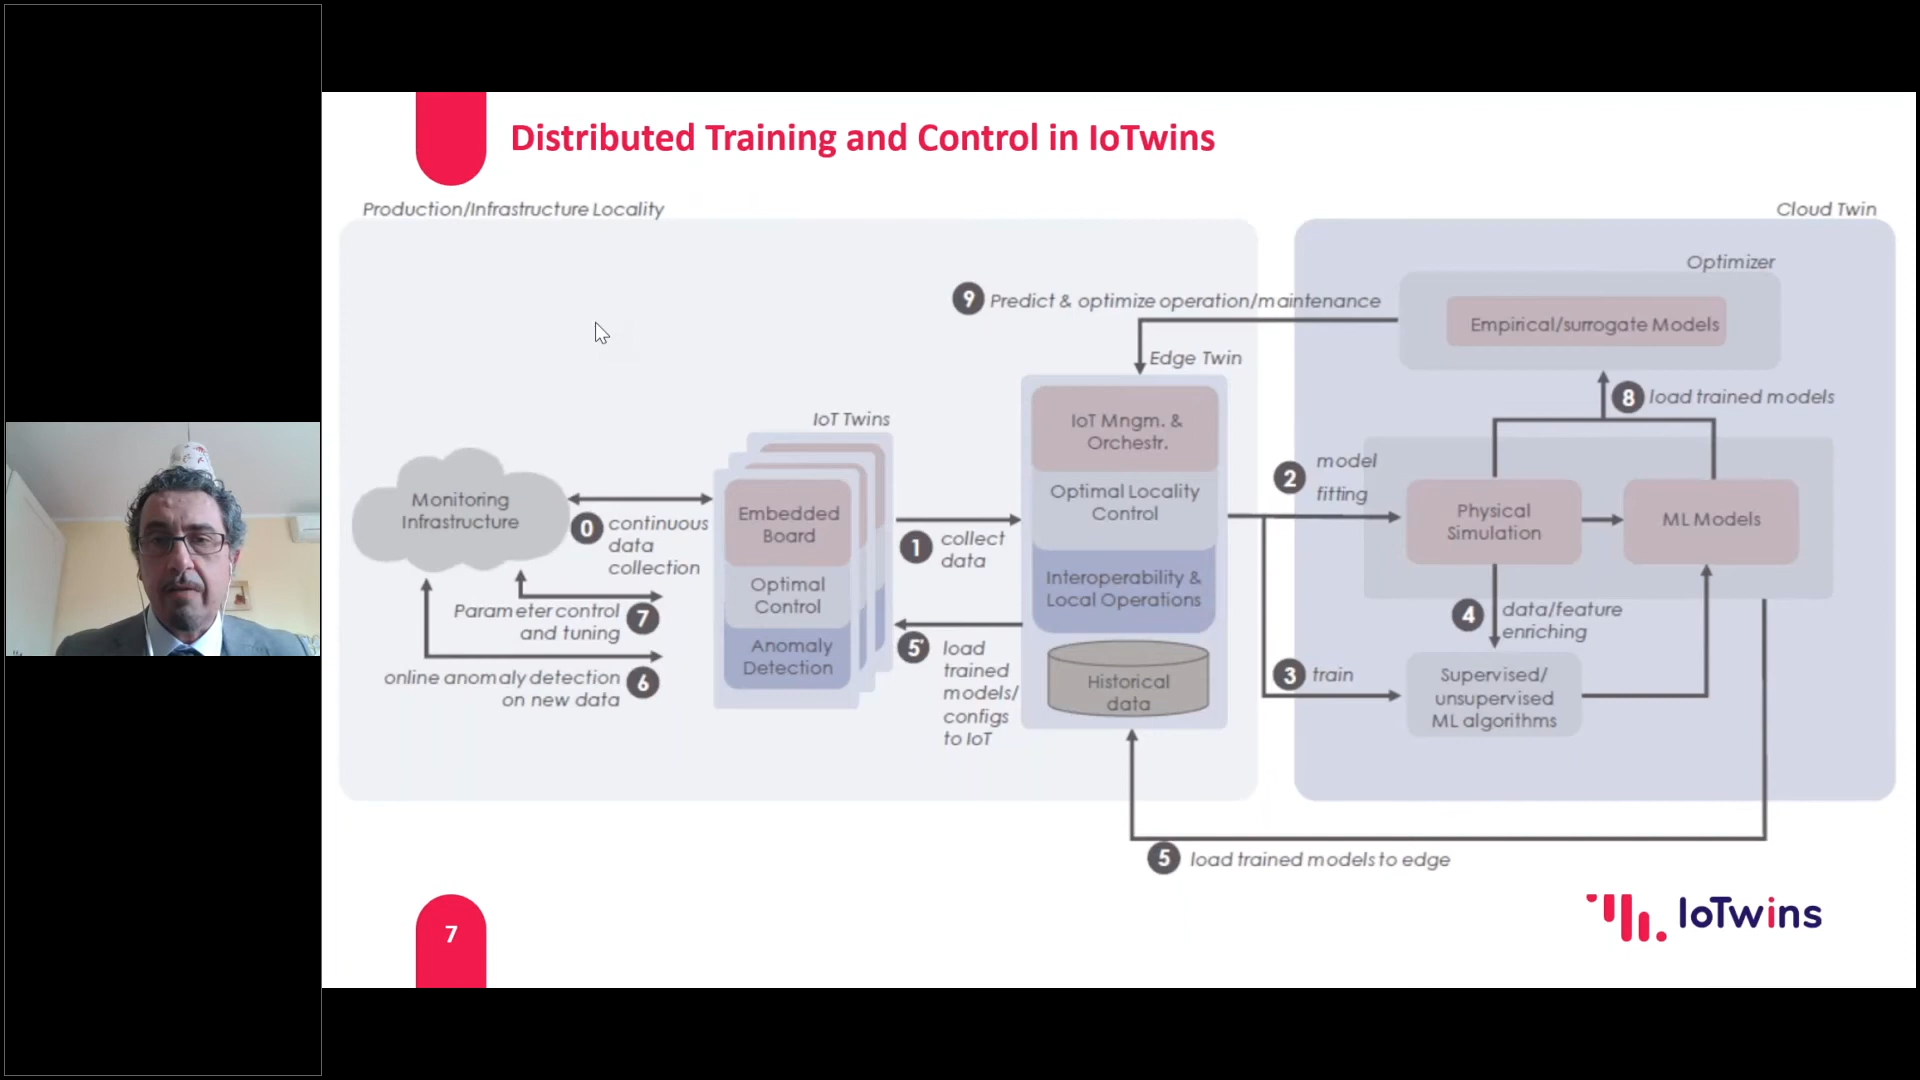 Distributed Training and Control in IoTwins
Production/Infrastructure Locality
Cloud Twin
Optimizer
9 Predict & optimize operation/maintenance
Empirical/surrogate Models
Edge Twin
8 load trained models
IoT Twins
IoT Mngm. &
Orchestr.
Monitoring
Infrastructure
0 continuous
data
collection
Embedded
Board
Optimal
Control
Anomaly
Detection
1 collect
data
Optimal Locality
Control
Interoperability &
Local Operations
Historical
data
2 model
fitting
Physical
Simulation
ML Models
Parameter control
and tuning 7
online anomaly detection
on new data 6
5' load
trained
models/
configs
to IoT
3 train
4 data/feature
enriching
Supervised/
unsupervised
ML algorithms
5 load trained models to edge
7
IoTwins